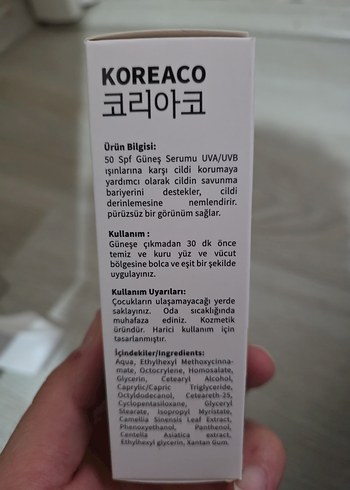 KOREACO
코리아코
Ürün Bilgisi:
50 Spf Güneş Serumu UVA/UVB
ışınlarına karşı cildi korumaya
yardımcı olarak cildin savunma
bariyerini destekler, cildi
derinlemesine nemlendirir.
pürüzsüz bir görünüm sağlar.
Kullanım :
Güneşe çıkmadan 30 dk önce
temiz ve kuru yüz ve vücut
bölgesine bolca ve eşit bir şekilde
uygulayınız.
Kullanım Uyarıları:
Çocukların ulaşamayacağı yerde
saklayınız. Oda sıcaklığında
muhafaza ediniz. Kozmetik
üründür. Harici kullanım için
tasarlanmıştır.
İçindekiler/Ingredients:
Aqua, Ethylhexyl Methoxycinna-
mate, Octocrylene, Homosalate,
Glycerin, Cetearyl Alcohol,
Caprylic/Capric Triglyceride,
Octyldodecanol, Ceteareth-25,
Cyclopentasiloxane, Glyceryl
Stearate, Isopropyl Myristate,
Camellia Sinensis Leaf Extract,
Phenoxyethanol, Panthenol,
Centella Asiatica extract,
Ethylhexyl glycerin, Xantan Gum.